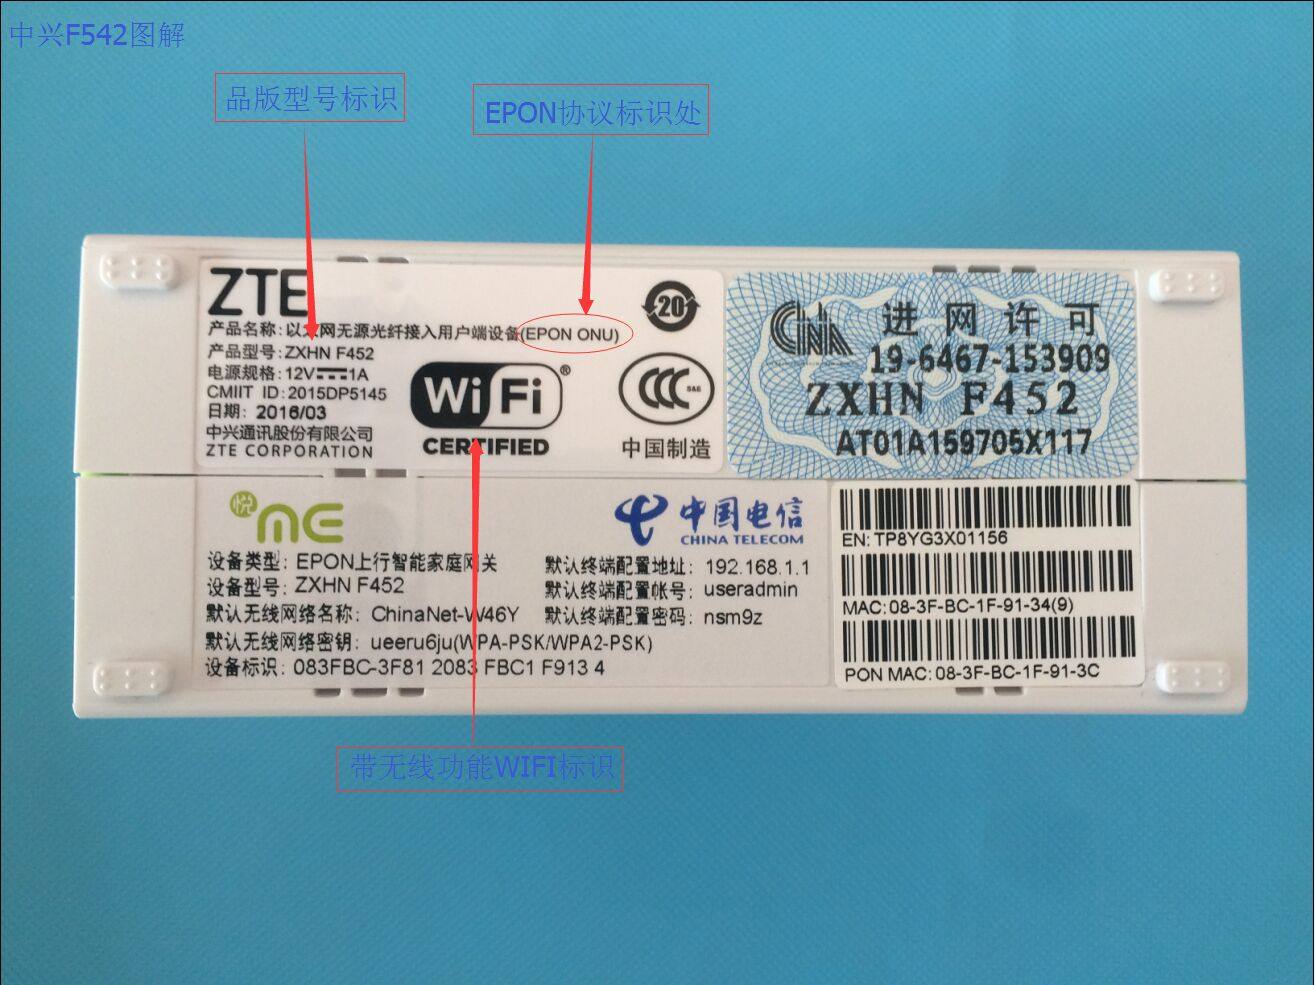 中兴F542图解
品版型号标识
EPON协议标识处
ZTE
产品名称: 以太网无源光纤接入用户端设备(EPON ONU)
产品型号: ZXHN F452
电源规格: 12V 1A
CMIIT ID: 2015DP5145
日期: 2016/03
中兴通讯股份有限公司
ZTE CORPORATION
WiFi®
CERTIFIED
20
CCC S&E
中国制造
CNA 进网许可
19-6467-153909
ZXHN F452
AT01A159705X117
悦me
中国电信
CHINA TELECOM
设备类型: EPON上行智能家庭网关
设备型号: ZXHN F452
默认无线网络名称: ChinaNet-W46Y
默认无线网络密钥: ueeru6ju(WPA-PSK/WPA2-PSK)
设备标识: 083FBC-3F81 2083 FBC1 F913 4
默认终端配置地址: 192.168.1.1
默认终端配置帐号: useradmin
默认终端配置密码: nsm9z
EN: TP8YG3X01156
MAC: 08-3F-BC-1F-91-34(9)
PON MAC: 08-3F-BC-1F-91-3C
带无线功能WIFI标识